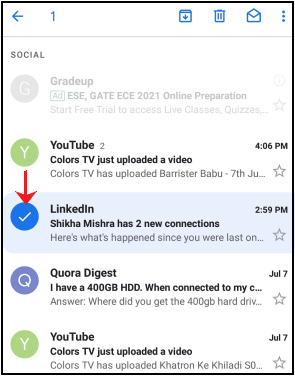 1
SOCIAL
G
Gradeup
Ad ESE, GATE ECE 2021 Online Preparation
Start Free Trial to access Live Classes, Quizzes,...
Y
YouTube 2 4:06 PM
Colors TV just uploaded a video
Colors TV has uploaded Barrister Babu - 7th Ju...
LinkedIn 2:59 PM
Shikha Mishra has 2 new connections
Here's what's happened since you were last on...
Q
Quora Digest Jul 7
I have a 400GB HDD. When connected to my c...
Answer: Where did you get the 400gb hard driv...
Y
YouTube Jul 7
Colors TV just uploaded a video
Colors TV has uploaded Khatron Ke Khiladi S0...